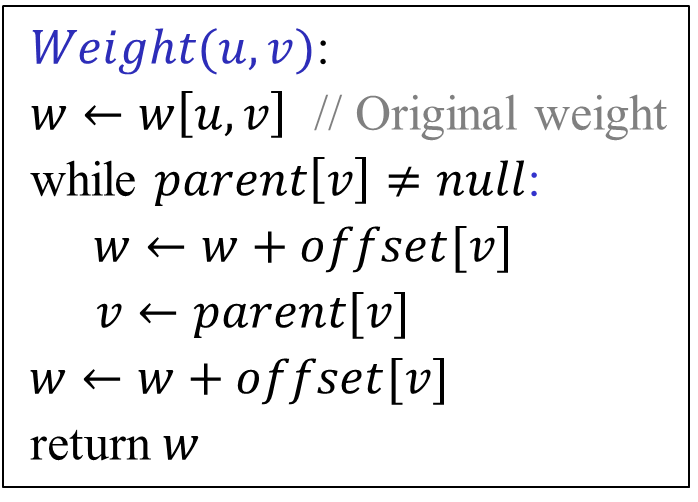 Weight(u, v):
w ← w[u, v] // Original weight
while parent[v] ≠ null:
w ← w + offset[v]
v ← parent[v]
w ← w + offset[v]
return w